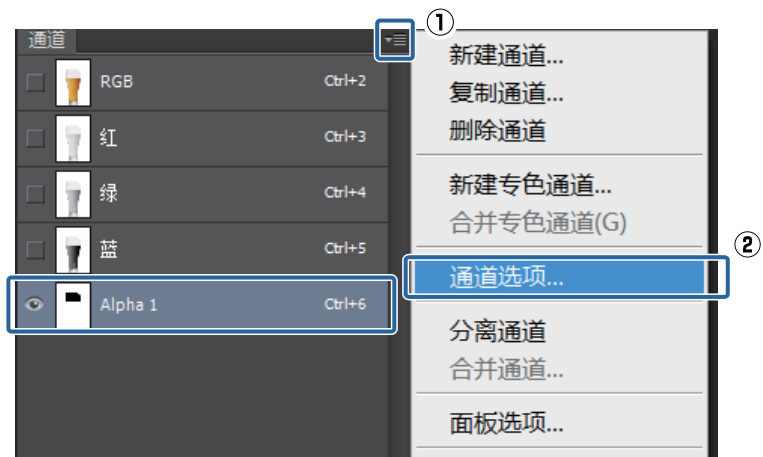 ①
通道
RGB Ctrl+2
红 Ctrl+3
绿 Ctrl+4
蓝 Ctrl+5
Alpha 1 Ctrl+6
新建通道...
复制通道...
删除通道
新建专色通道...
合并专色通道(G)
②
通道选项...
分离通道
合并通道...
面板选项...